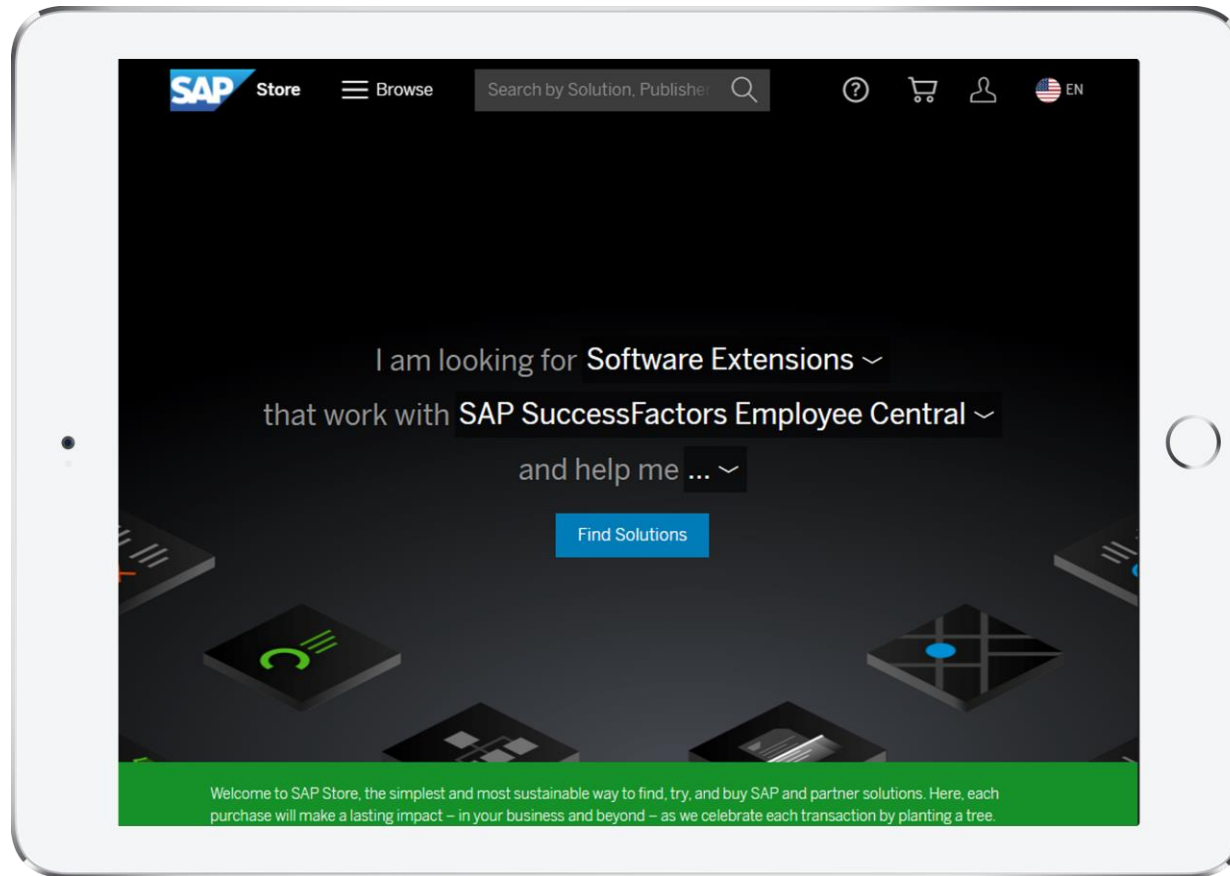 SAP Store Browse Search by Solution, Publisher EN
I am looking for Software Extensions
that work with SAP SuccessFactors Employee Central
and help me ...
Find Solutions
Welcome to SAP Store, the simplest and most sustainable way to find, try, and buy SAP and partner solutions. Here, each
purchase will make a lasting impact – in your business and beyond – as we celebrate each transaction by planting a tree.